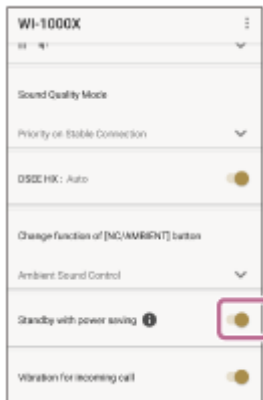 WI-1000X
Sound Quality Mode
Priority on Stable Connection
DSEE HX : Auto
Change function of [NC/AMBIENT] button
Ambient Sound Control
Standby with power saving
Vibration for incoming call